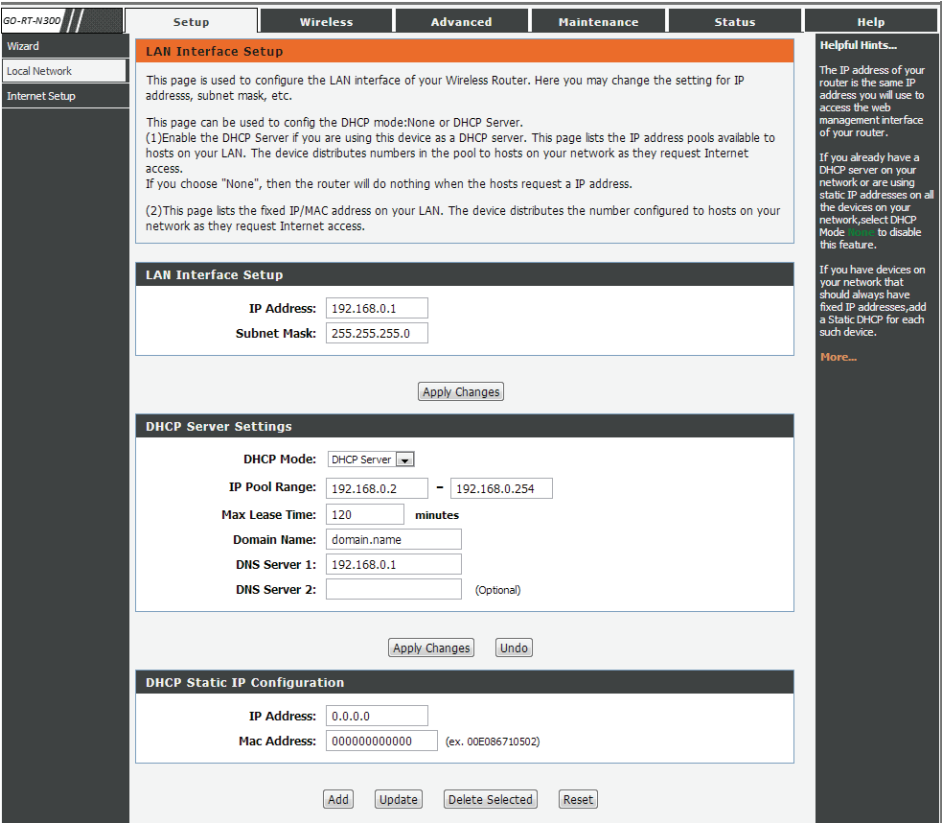 GO-RT-N300
Setup Wireless Advanced Maintenance Status Help
Wizard
Local Network
Internet Setup
LAN Interface Setup
This page is used to configure the LAN interface of your Wireless Router. Here you may change the setting for IP
addresss, subnet mask, etc.
This page can be used to config the DHCP mode:None or DHCP Server.
(1)Enable the DHCP Server if you are using this device as a DHCP server. This page lists the IP address pools available to
hosts on your LAN. The device distributes numbers in the pool to hosts on your network as they request Internet
access.
If you choose "None", then the router will do nothing when the hosts request a IP address.
(2)This page lists the fixed IP/MAC address on your LAN. The device distributes the number configured to hosts on your
network as they request Internet access.
LAN Interface Setup
IP Address: 192.168.0.1
Subnet Mask: 255.255.255.0
Apply Changes
DHCP Server Settings
DHCP Mode: DHCP Server
IP Pool Range: 192.168.0.2 – 192.168.0.254
Max Lease Time: 120 minutes
Domain Name: domain.name
DNS Server 1: 192.168.0.1
DNS Server 2: (Optional)
Apply Changes Undo
DHCP Static IP Configuration
IP Address: 0.0.0.0
Mac Address: 000000000000 (ex. 00E086710502)
Add Update Delete Selected Reset
Helpful Hints...
The IP address of your
router is the same IP
address you will use to
access the web
management interface
of your router.
If you already have a
DHCP server on your
network or are using
static IP addresses on all
the devices on your
network,select DHCP
Mode None to disable
this feature.
If you have devices on
your network that
should always have
fixed IP addresses,add
a Static DHCP for each
such device.
More...